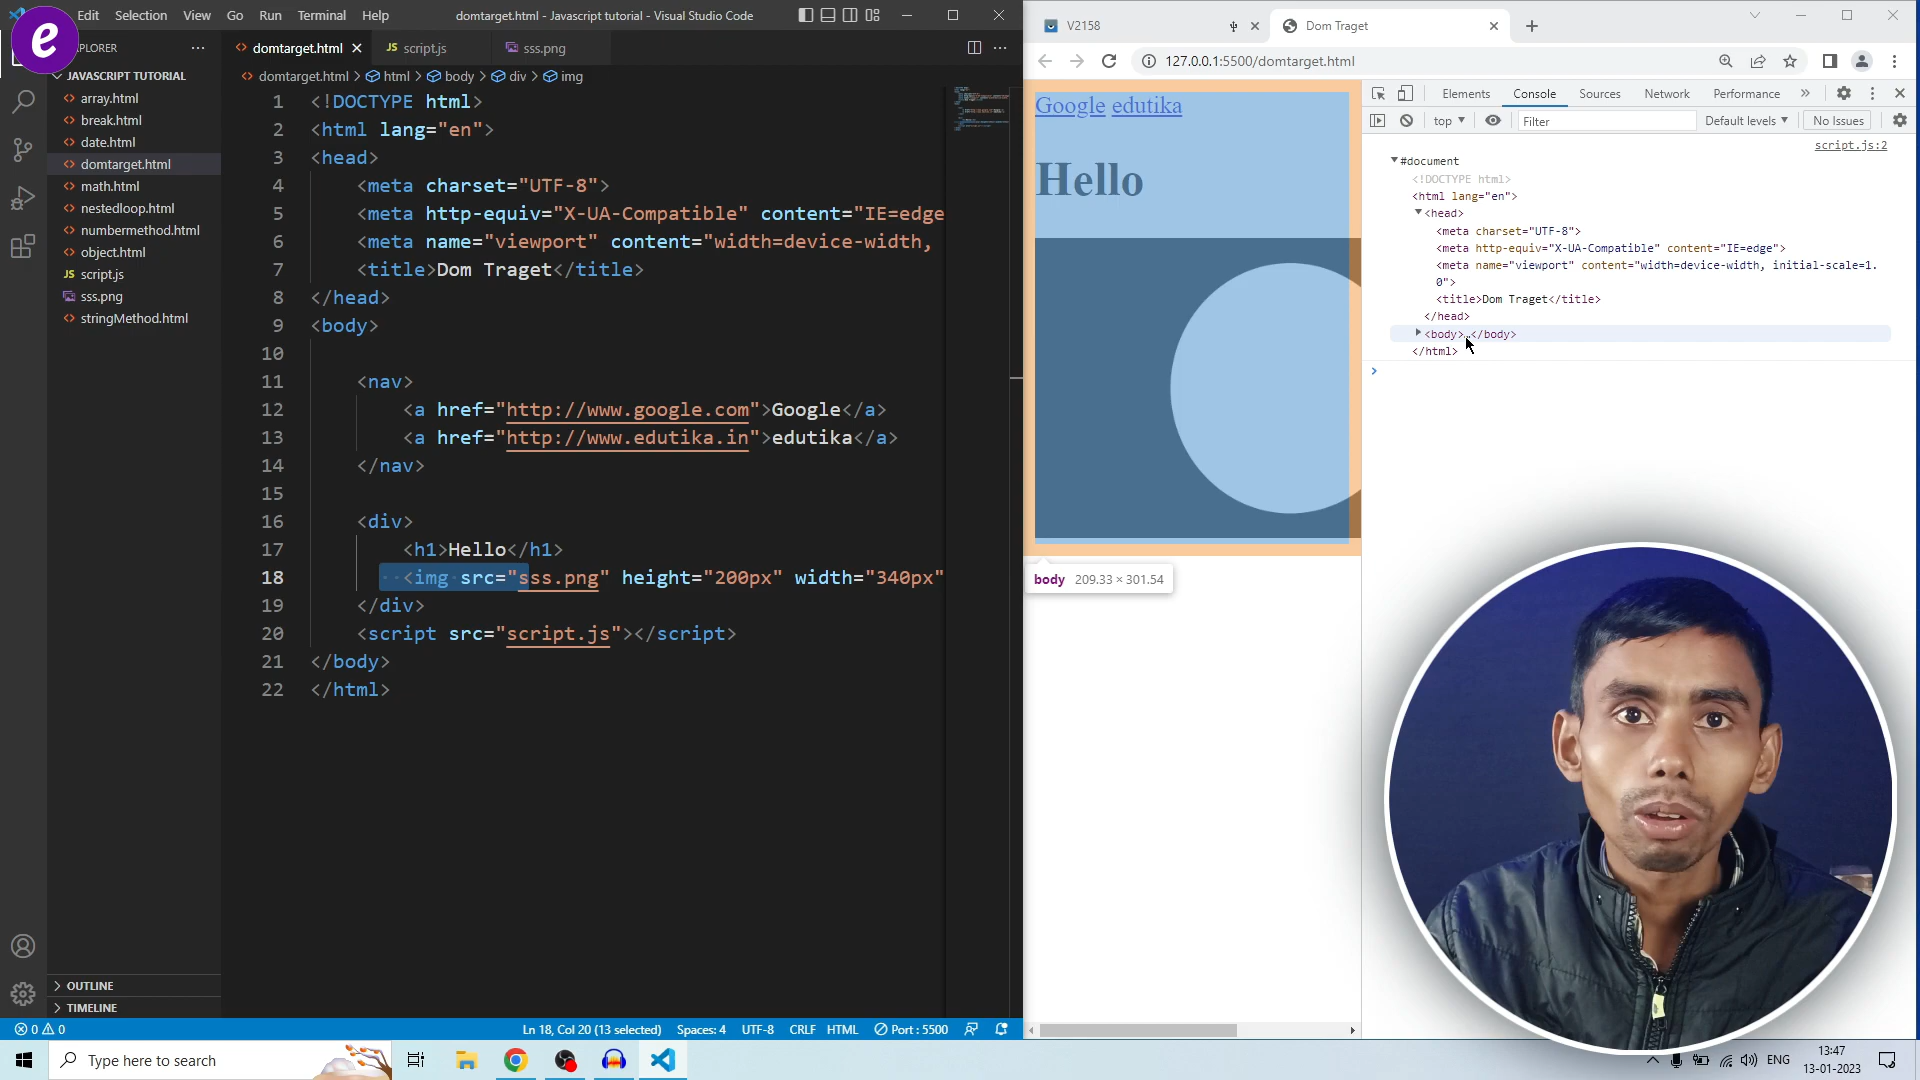 e
Edit Selection View Go Run Terminal Help
domtarget.html - Javascript tutorial - Visual Studio Code
JAVASCRIPT TUTORIAL
array.html
break.html
date.html
domtarget.html
math.html
nestedloop.html
numbermethod.html
object.html
JS script.js
sss.png
stringMethod.html
OUTLINE
TIMELINE
domtarget.html
JS script.js
sss.png
domtarget.html > html > body > div > img
1 <!DOCTYPE html>
2 <html lang="en">
3 <head>
4 <meta charset="UTF-8">
5 <meta http-equiv="X-UA-Compatible" content="IE=edge
6 <meta name="viewport" content="width=device-width,
7 <title>Dom Traget</title>
8 </head>
9 <body>
10
11 <nav>
12 <a href="http://www.google.com">Google</a>
13 <a href="http://www.edutika.in">edutika</a>
14 </nav>
15
16 <div>
17 <h1>Hello</h1>
18 <img src="sss.png" height="200px" width="340px"
19 </div>
20 <script src="script.js"></script>
21 </body>
22 </html>
0 0
Ln 18, Col 20 (13 selected) Spaces: 4 UTF-8 CRLF HTML Port : 5500
V2158
Dom Traget
127.0.0.1:5500/domtarget.html
Google edutika
Hello
body 209.33 × 301.54
Elements Console Sources Network Performance »
top Filter Default levels No Issues
script.js:2
#document
<!DOCTYPE html>
<html lang="en">
<head>
<meta charset="UTF-8">
<meta http-equiv="X-UA-Compatible" content="IE=edge">
<meta name="viewport" content="width=device-width, initial-scale=1.
0">
<title>Dom Traget</title>
</head>
<body>…</body>
</html>
Type here to search
ENG
13:47
13-01-2023